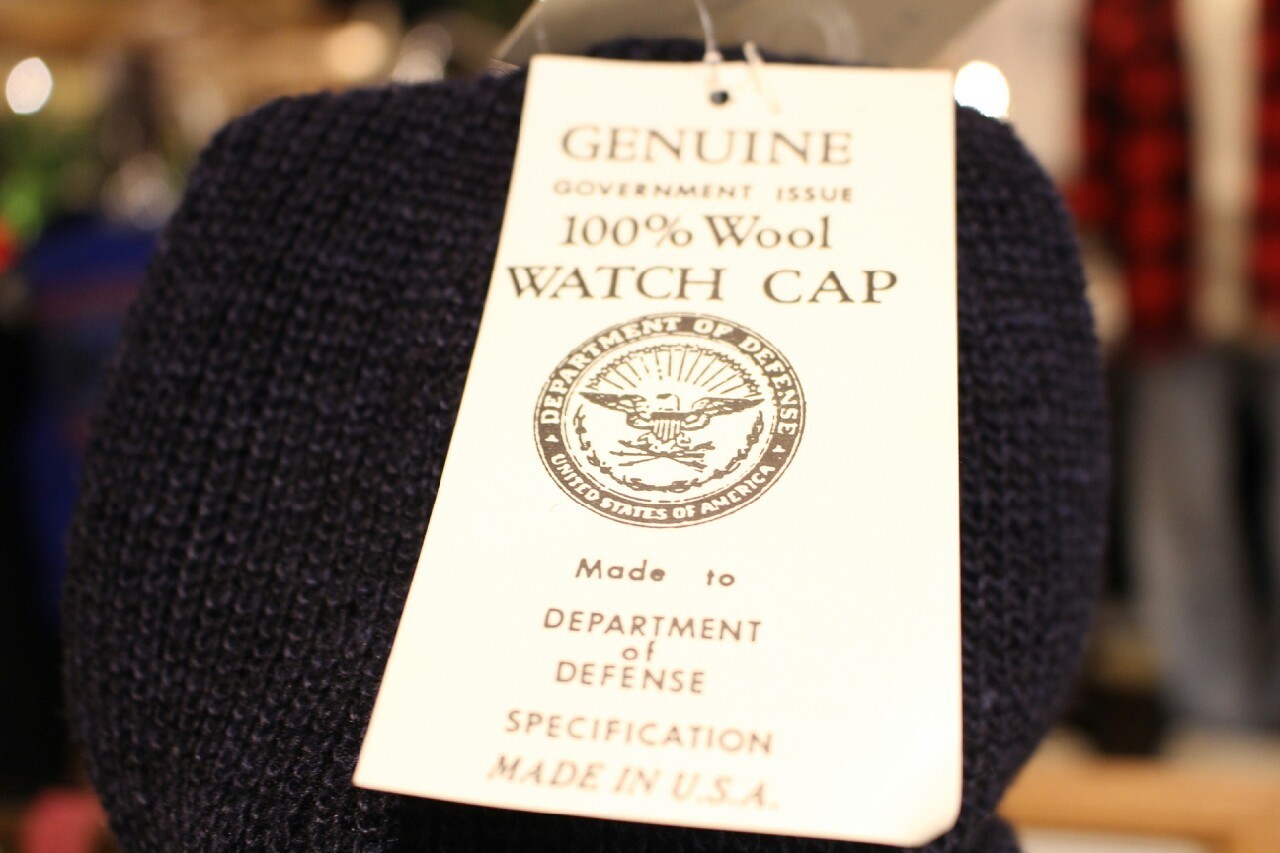 GENUINE
GOVERNMENT ISSUE
100% Wool
WATCH CAP
DEPARTMENT OF DEFENSE
UNITED STATES OF AMERICA
Made to
DEPARTMENT
of
DEFENSE
SPECIFICATION
MADE IN U.S.A.